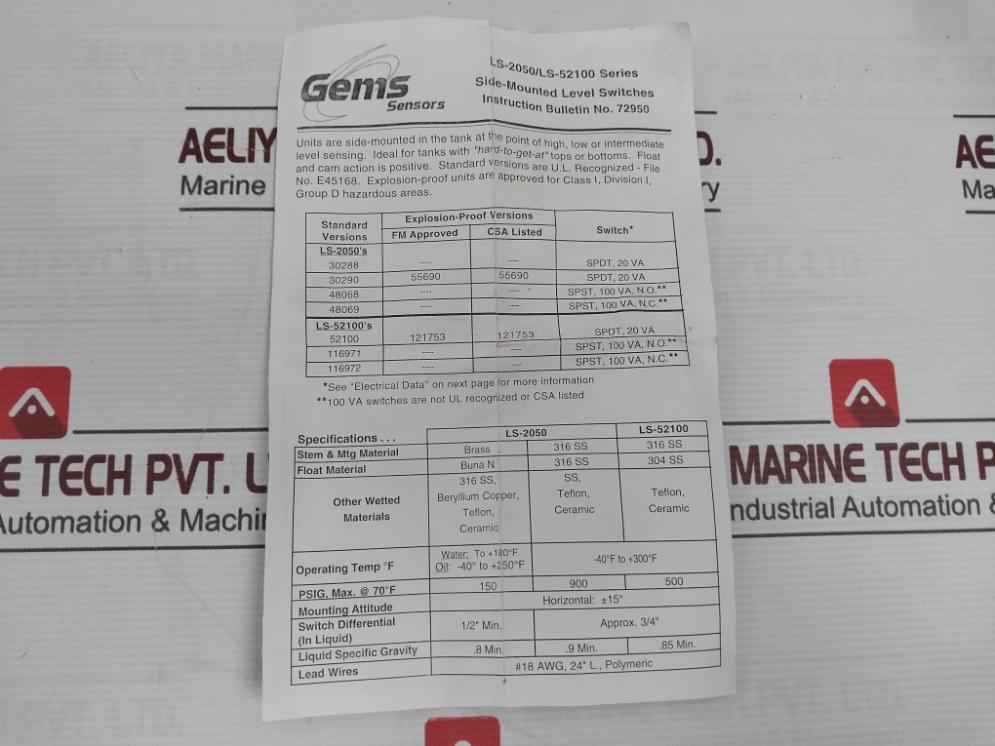 Gems
Sensors
LS-2050/LS-52100 Series
Side-Mounted Level Switches
Instruction Bulletin No. 72950
Units are side-mounted in the tank at the point of high, low or intermediate
level sensing. Ideal for tanks with "hard-to-get-at" tops or bottoms. Float
and cam action is positive. Standard versions are U.L. Recognized - File
No. E45168. Explosion-proof units are approved for Class I, Division I,
Group D hazardous areas.
Standard Versions Explosion-Proof Versions Switch*
FM Approved CSA Listed
LS-2050's
30288 ---- ---- SPDT, 20 VA
30290 55690 55690 SPDT, 20 VA
48068 ---- ---- SPST, 100 VA, N.O.**
48069 ---- ---- SPST, 100 VA, N.C.**
LS-52100's
52100 121753 121753 SPDT, 20 VA
116971 ---- ---- SPST, 100 VA, N.O.**
116972 ---- ---- SPST, 100 VA, N.C.**
*See "Electrical Data" on next page for more information
**100 VA switches are not UL recognized or CSA listed
Specifications . . . LS-2050 LS-52100
Stem & Mtg Material Brass 316 SS 316 SS
Float Material Buna N 316 SS 304 SS
Other Wetted
Materials
316 SS,
Beryllium Copper,
Teflon,
Ceramic
SS,
Teflon,
Ceramic
Teflon,
Ceramic
Operating Temp °F
Water: To +180°F
Oil: -40° to +250°F
-40°F to +300°F
PSIG, Max. @ 70°F 150 900 500
Mounting Attitude Horizontal: ±15°
Switch Differential
(In Liquid)
1/2" Min. Approx. 3/4"
Liquid Specific Gravity .8 Min. .9 Min. .85 Min.
Lead Wires #18 AWG, 24" L., Polymeric
AELIY
Marine
D.
ry
AE
Ma
E TECH PVT. L
Automation & Machin
MARINE TECH P
ndustrial Automation &